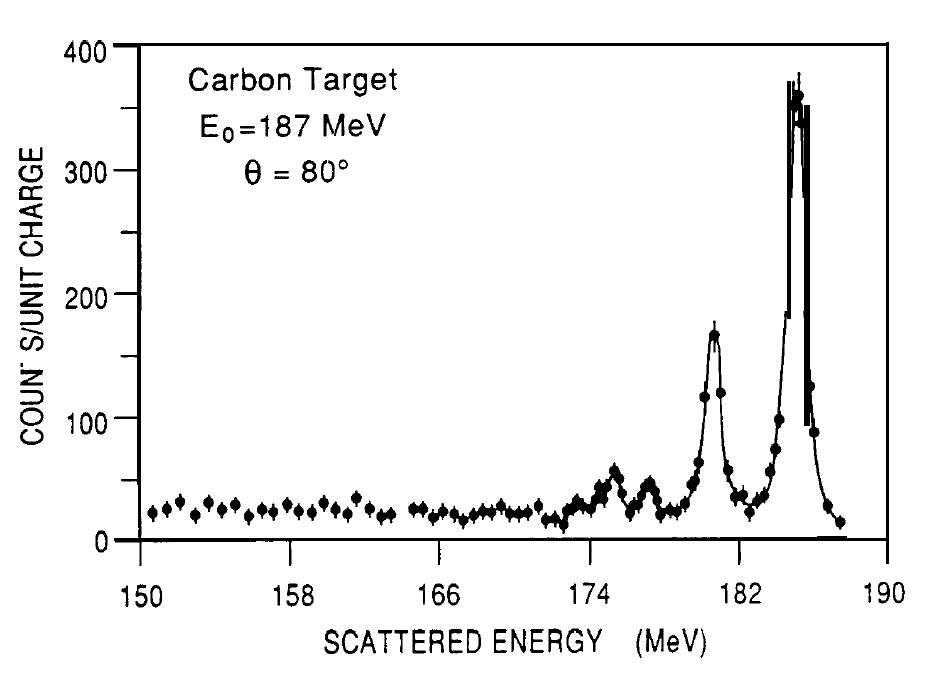 400
300
200
100
0
COUN S/UNIT CHARGE
Carbon Target
E₀=187 MeV
θ = 80°
150 158 166 174 182 190
SCATTERED ENERGY (MeV)